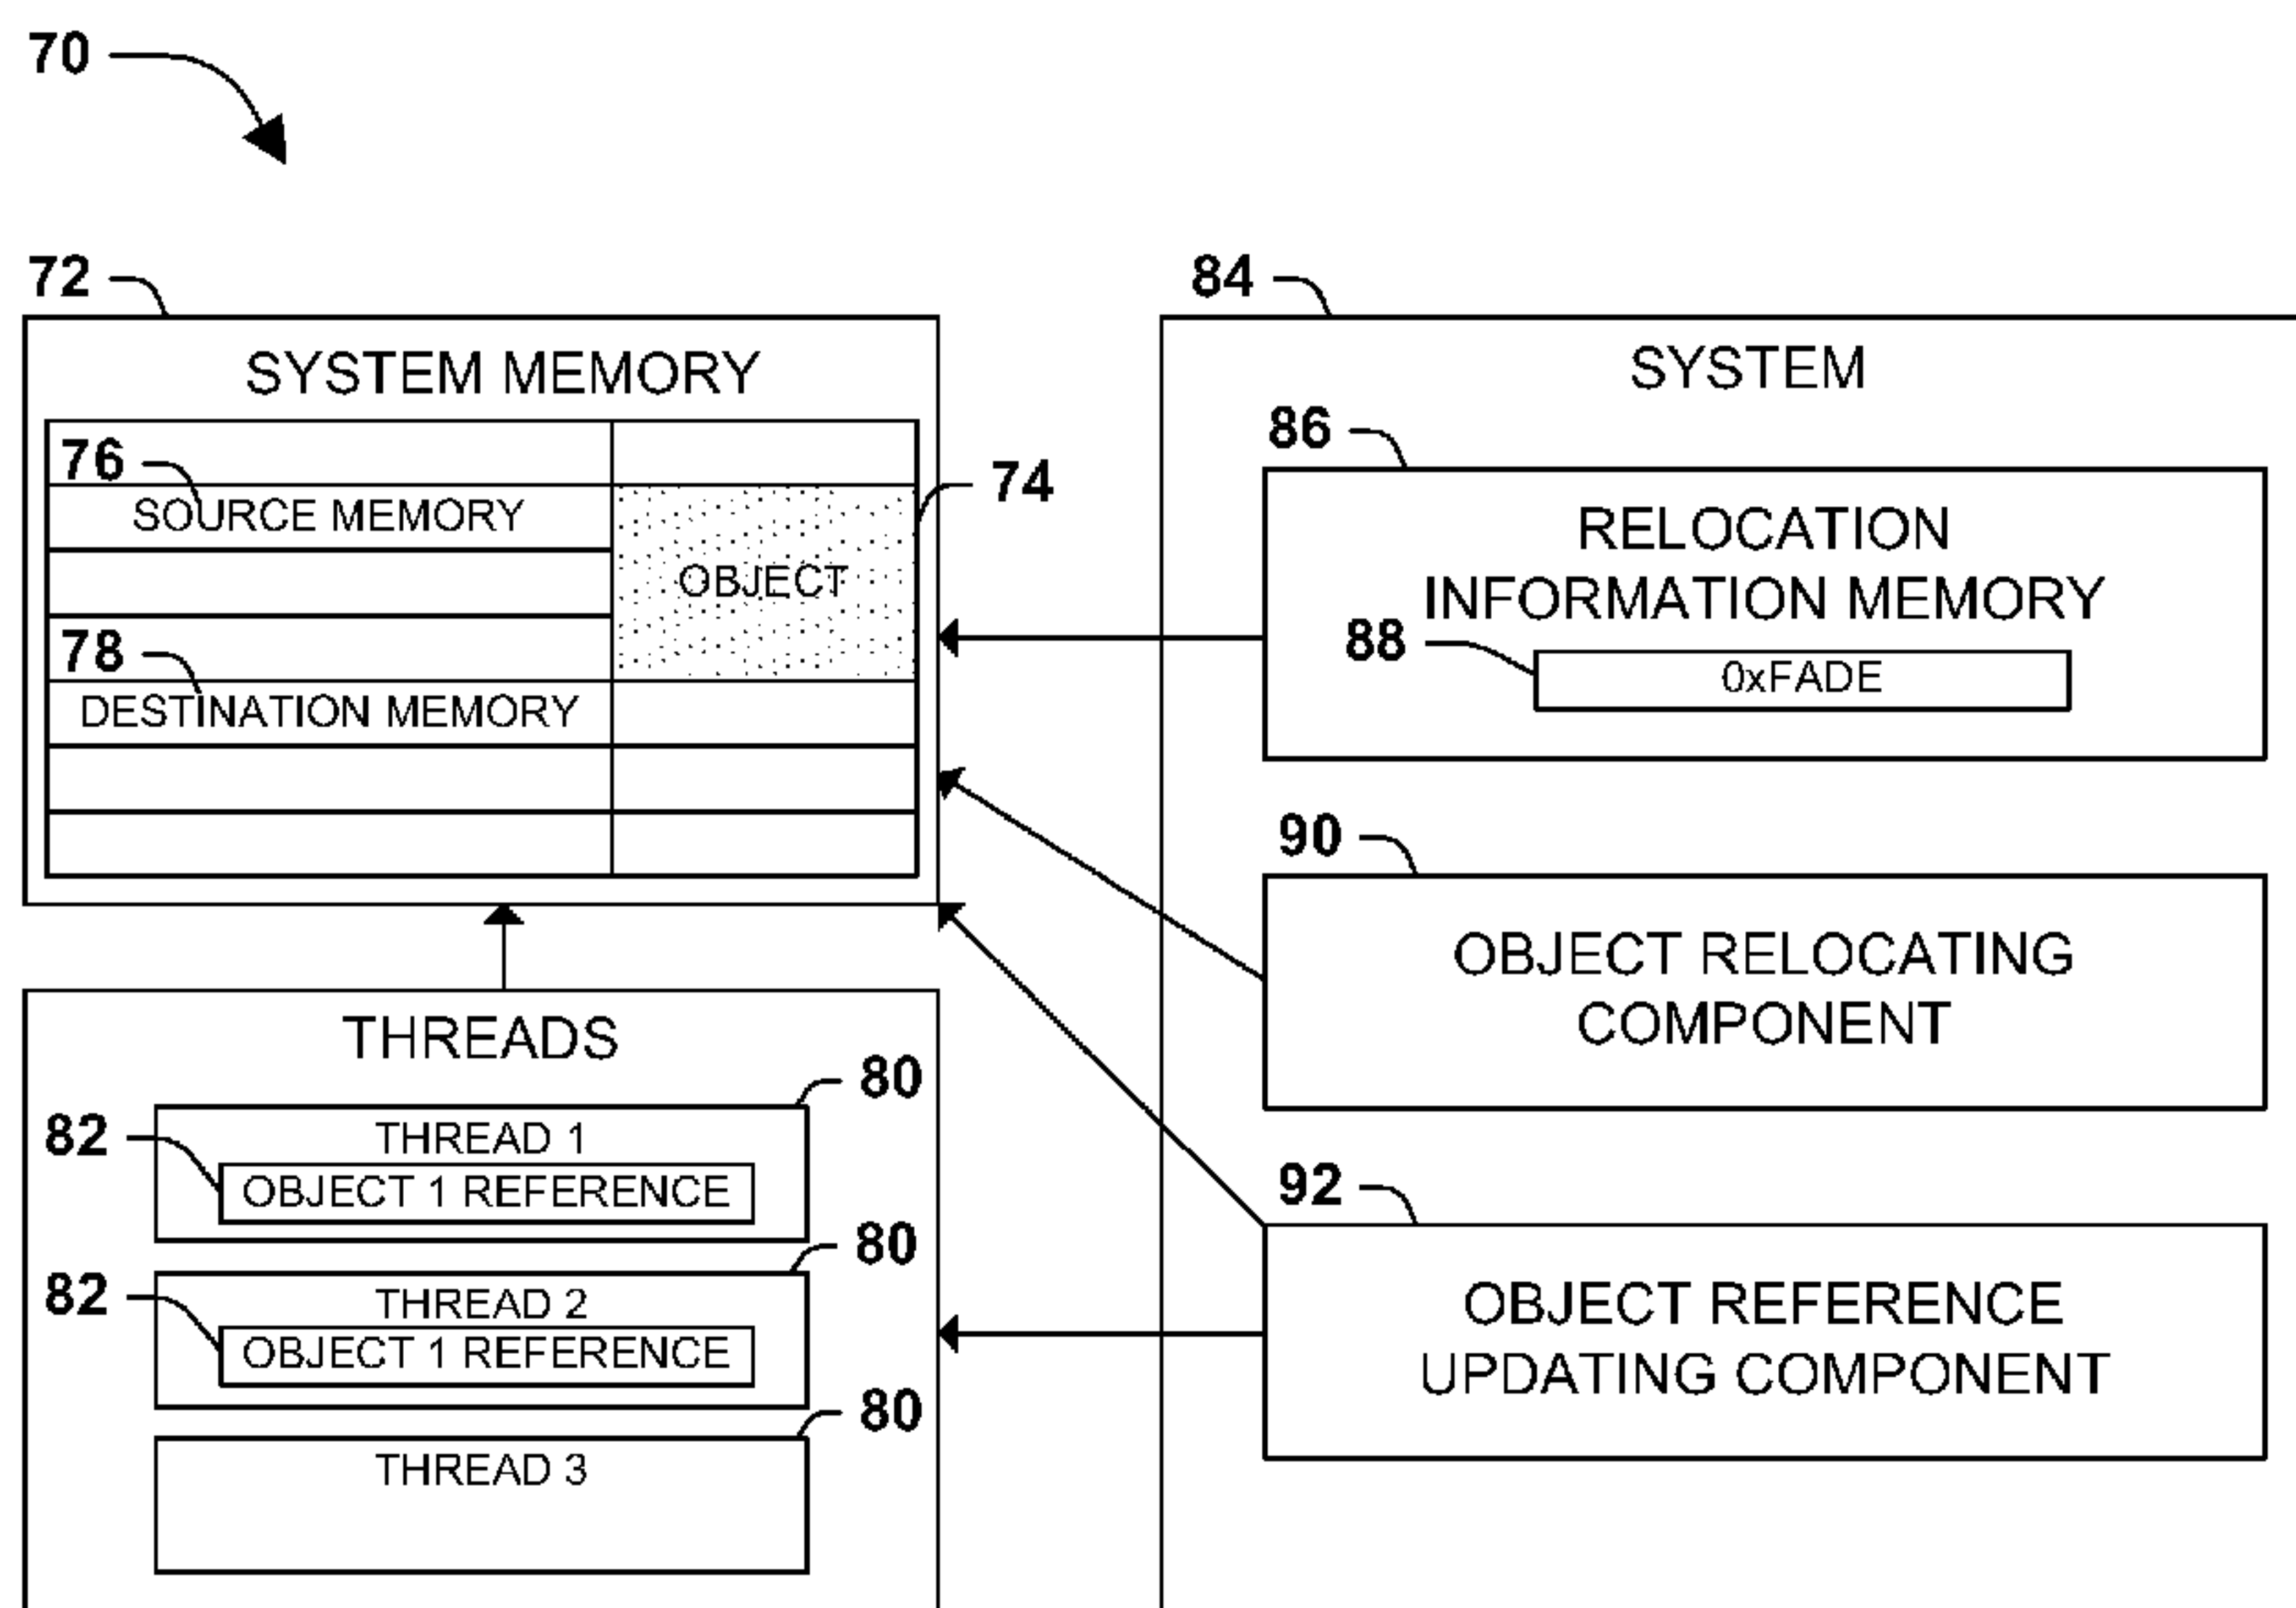 70
72
SYSTEM MEMORY
76
SOURCE MEMORY
74
OBJECT
78
DESTINATION MEMORY
THREADS
80
82
THREAD 1
OBJECT 1 REFERENCE
80
82
THREAD 2
OBJECT 1 REFERENCE
80
THREAD 3
84
SYSTEM
86
RELOCATION
INFORMATION MEMORY
88
0xFADE
90
OBJECT RELOCATING
COMPONENT
92
OBJECT REFERENCE
UPDATING COMPONENT